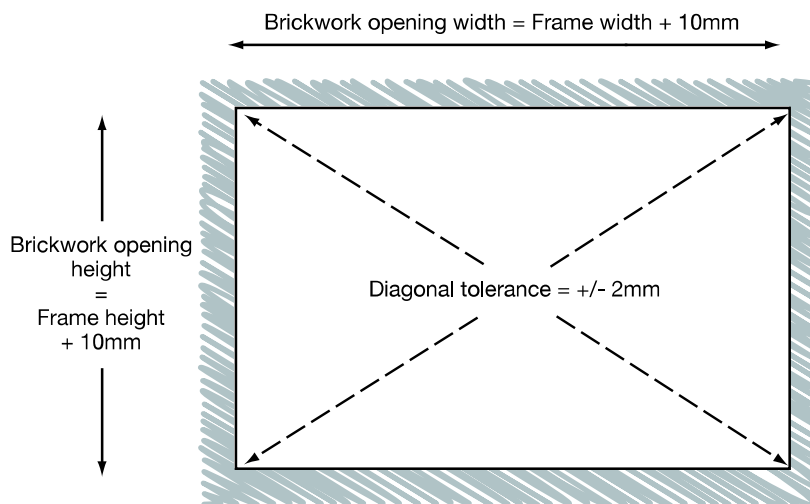 Brickwork opening width = Frame width + 10mm
Brickwork opening
height
=
Frame height
+ 10mm
Diagonal tolerance = +/- 2mm